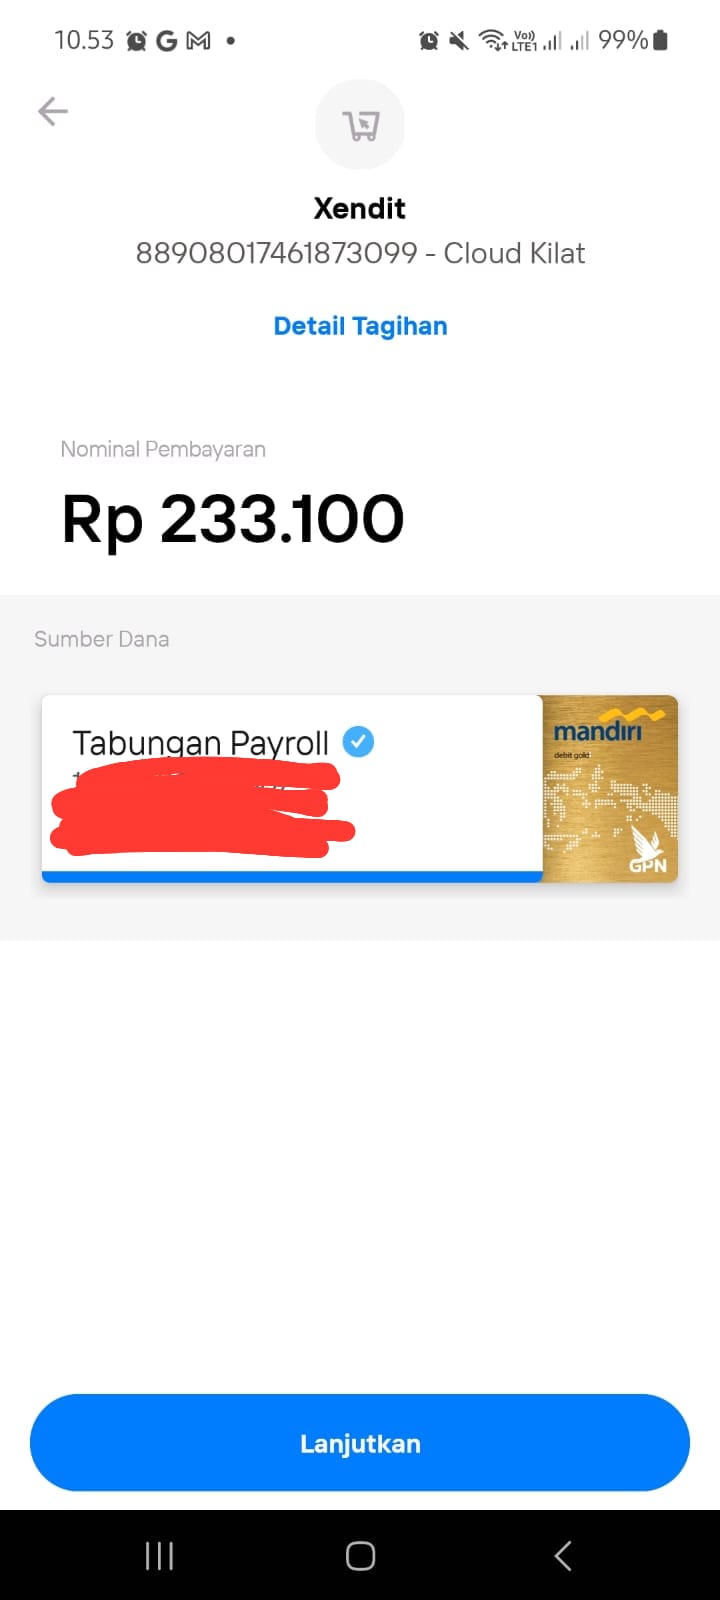 10.53
99%
Xendit
88908017461873099 - Cloud Kilat
Detail Tagihan
Nominal Pembayaran
Rp 233.100
Sumber Dana
Tabungan Payroll
mandiri
debit gold
GPN
Lanjutkan